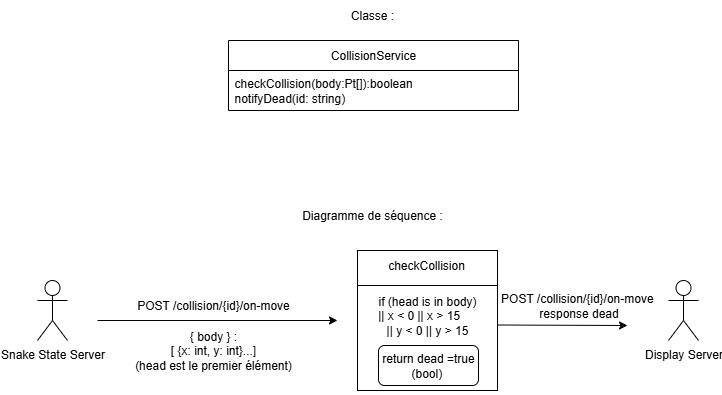 Classe :
CollisionService
checkCollision(body:Pt[]):boolean
notifyDead(id: string)
Diagramme de séquence :
checkCollision
POST /collision/{id}/on-move
{ body } :
[ {x: int, y: int}...]
(head est le premier élément)
Snake State Server
if (head is in body)
|| x < 0 || x > 15
|| y < 0 || y > 15
return dead =true
(bool)
POST /collision/{id}/on-move
response dead
Display Server